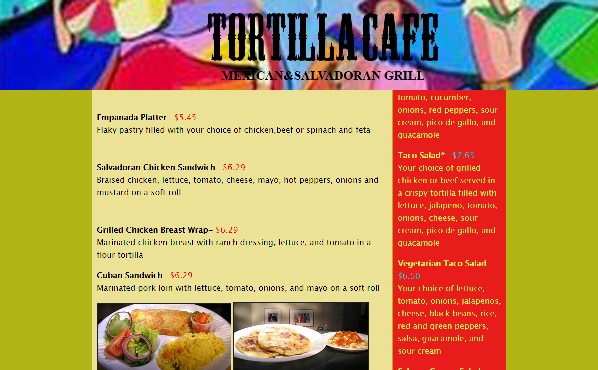 TORTILLA CAFE
MEXICAN&SALVADORAN GRILL
Empanada Platter $5.45
Flaky pastry filled with your choice of chicken,beef or spinach and feta
Salvadoran Chicken Sandwich $6.29
Braised chicken, lettuce, tomato, cheese, mayo, hot peppers, onions and
mustard on a soft roll
Grilled Chicken Breast Wrap- $6.29
Marinated chicken breast with ranch dressing, lettuce, and tomato in a
flour tortilla
Cuban Sandwich $6.29
Marinated pork loin with lettuce, tomato, onions, and mayo on a soft roll
tomato, cucumber,
onions, red peppers, sour
cream, pico de gallo, and
guacamole
Taco Salad* $7.65
Your choice of grilled
chicken or beef served in
a crispy tortilla filled with
lettuce, jalapeno, tomato,
onions, cheese, sour
cream, pico de gallo, and
guacamole
Vegetarian Taco Salad
$6.50
Your choice of lettuce,
tomato, onions, jalapenos,
cheese, black beans, rice,
red and green peppers,
salsa, guacamole, and
sour cream